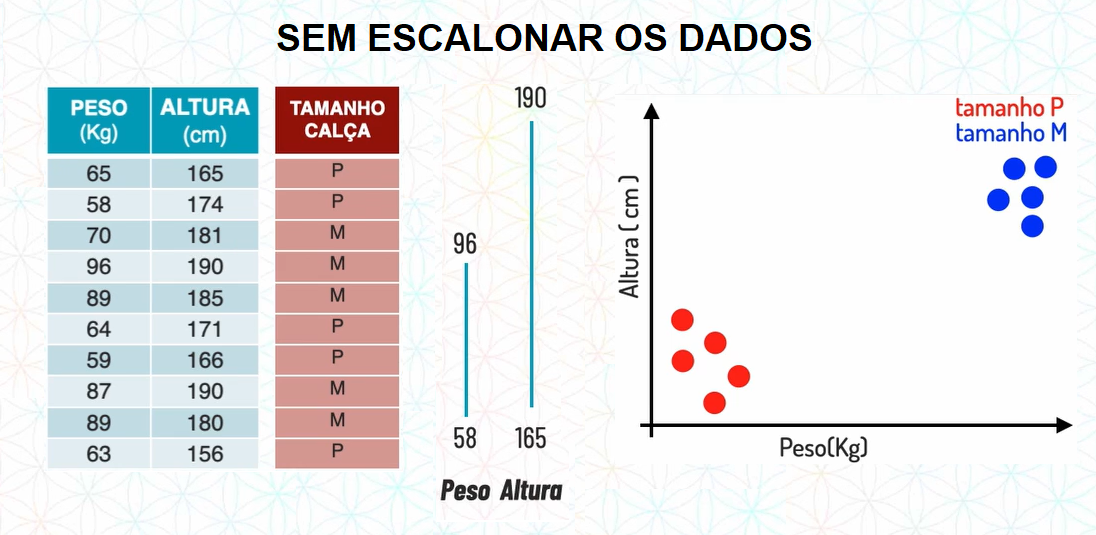 SEM ESCALONAR OS DADOS
PESO ALTURA TAMANHO
(Kg) (cm) CALÇA
65 165 P
58 174 P
70 181 M
96 190 M
89 185 M
64 171 P
59 166 P
87 190 M
89 180 M
63 156 P
190
96
58 165
Peso Altura
tamanho P
tamanho M
Altura ( cm )
Peso(Kg)